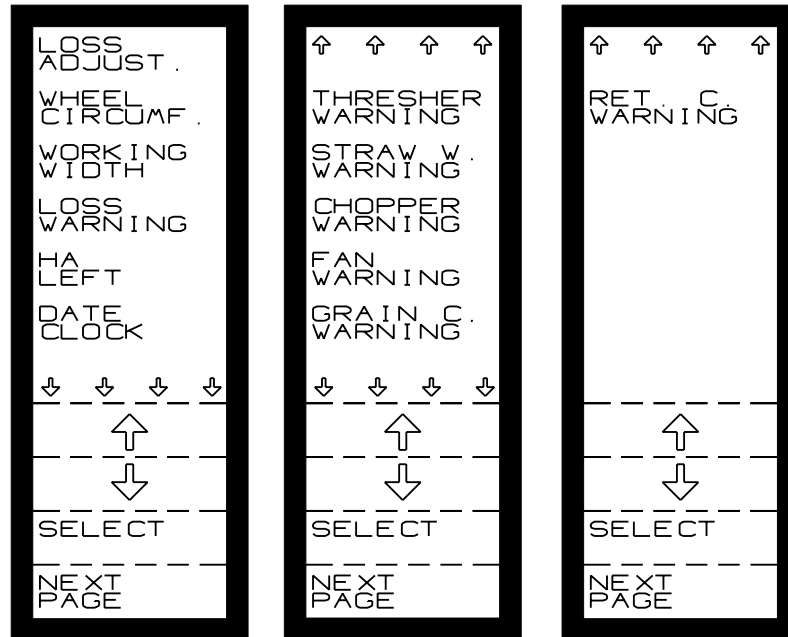 LOSS
ADJUST.
WHEEL
CIRCUMF.
WORKING
WIDTH
LOSS
WARNING
HA
LEFT
DATE
CLOCK
SELECT
NEXT
PAGE
THRESHER
WARNING
STRAW W.
WARNING
CHOPPER
WARNING
FAN
WARNING
GRAIN C.
WARNING
SELECT
NEXT
PAGE
RET. C.
WARNING
SELECT
NEXT
PAGE